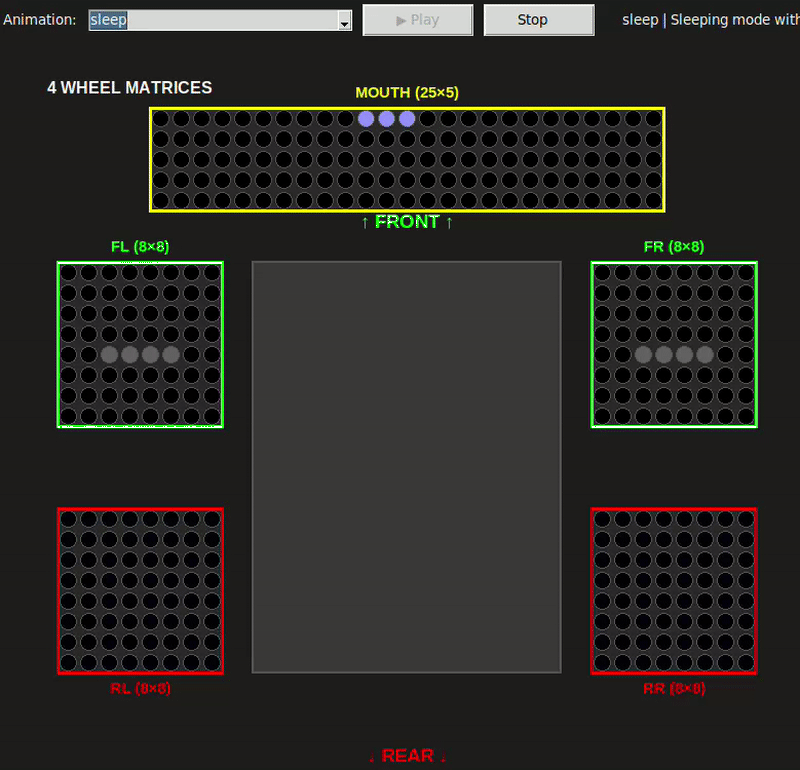 Animation: sleep ▶ Play Stop sleep | Sleeping mode with
4 WHEEL MATRICES
MOUTH (25×5)
↑ FRONT ↑
FL (8×8) FR (8×8)
RL (8×8) RR (8×8)
↓ REAR ↓